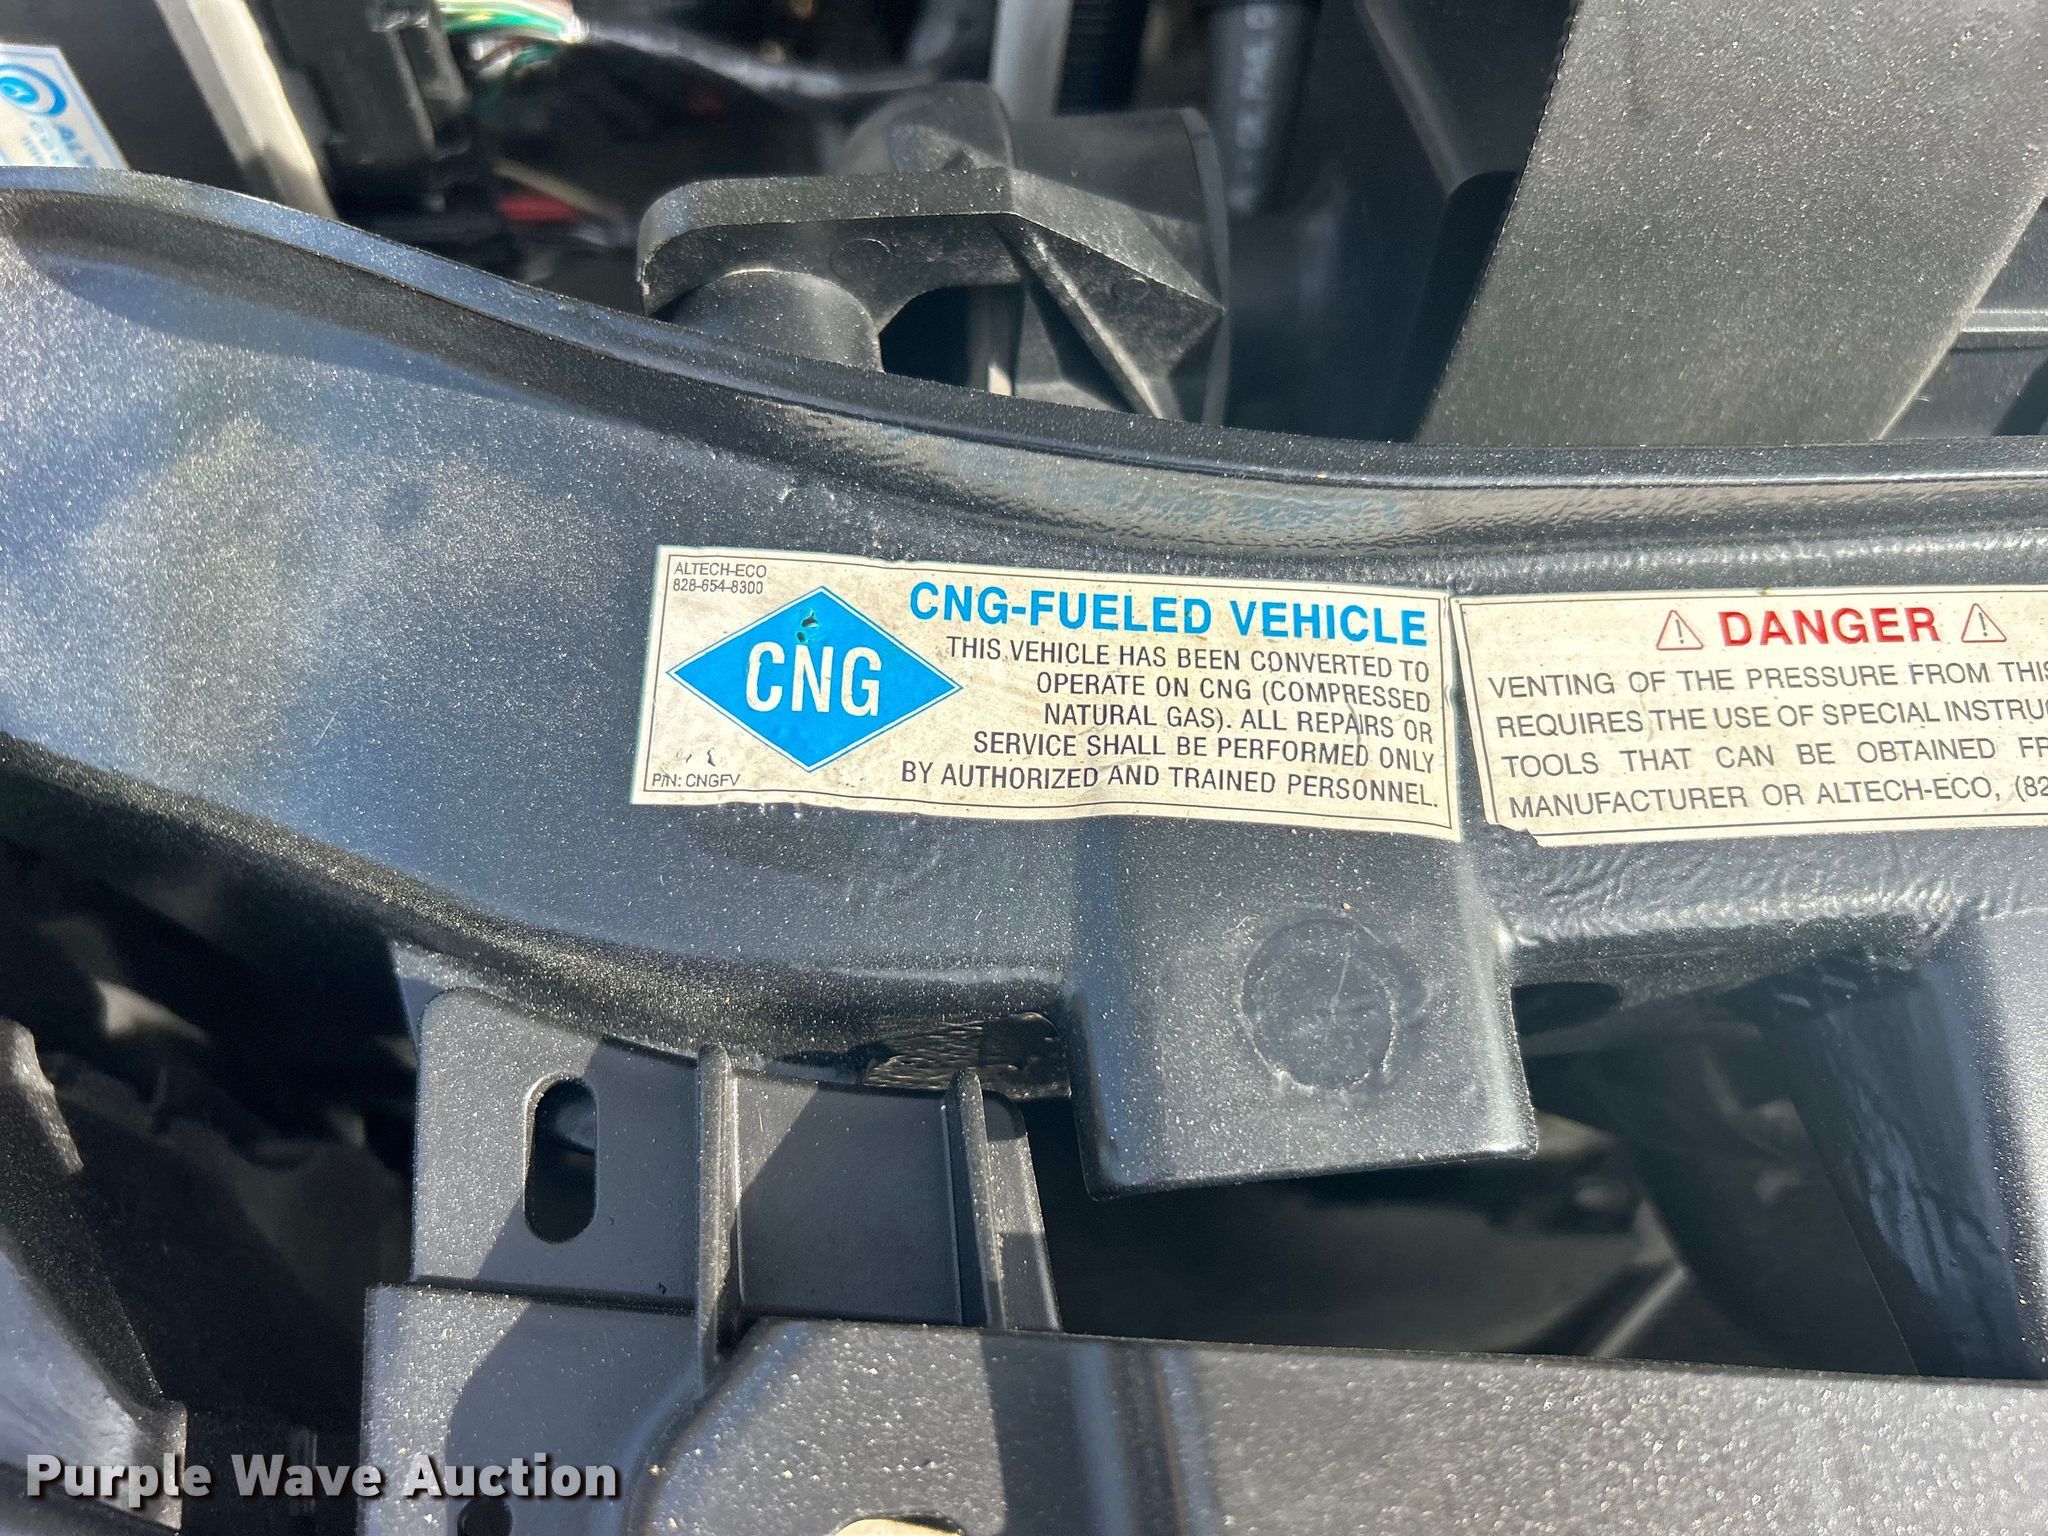 ALTECH-ECO
828-654-8300
CNG
P/N: CNGFV
CNG-FUELED VEHICLE
THIS VEHICLE HAS BEEN CONVERTED TO
OPERATE ON CNG (COMPRESSED
NATURAL GAS). ALL REPAIRS OR
SERVICE SHALL BE PERFORMED ONLY
BY AUTHORIZED AND TRAINED PERSONNEL.
DANGER
VENTING OF THE PRESSURE FROM THIS
REQUIRES THE USE OF SPECIAL INSTRUC
TOOLS THAT CAN BE OBTAINED FR
MANUFACTURER OR ALTECH-ECO, (82
Purple Wave Auction